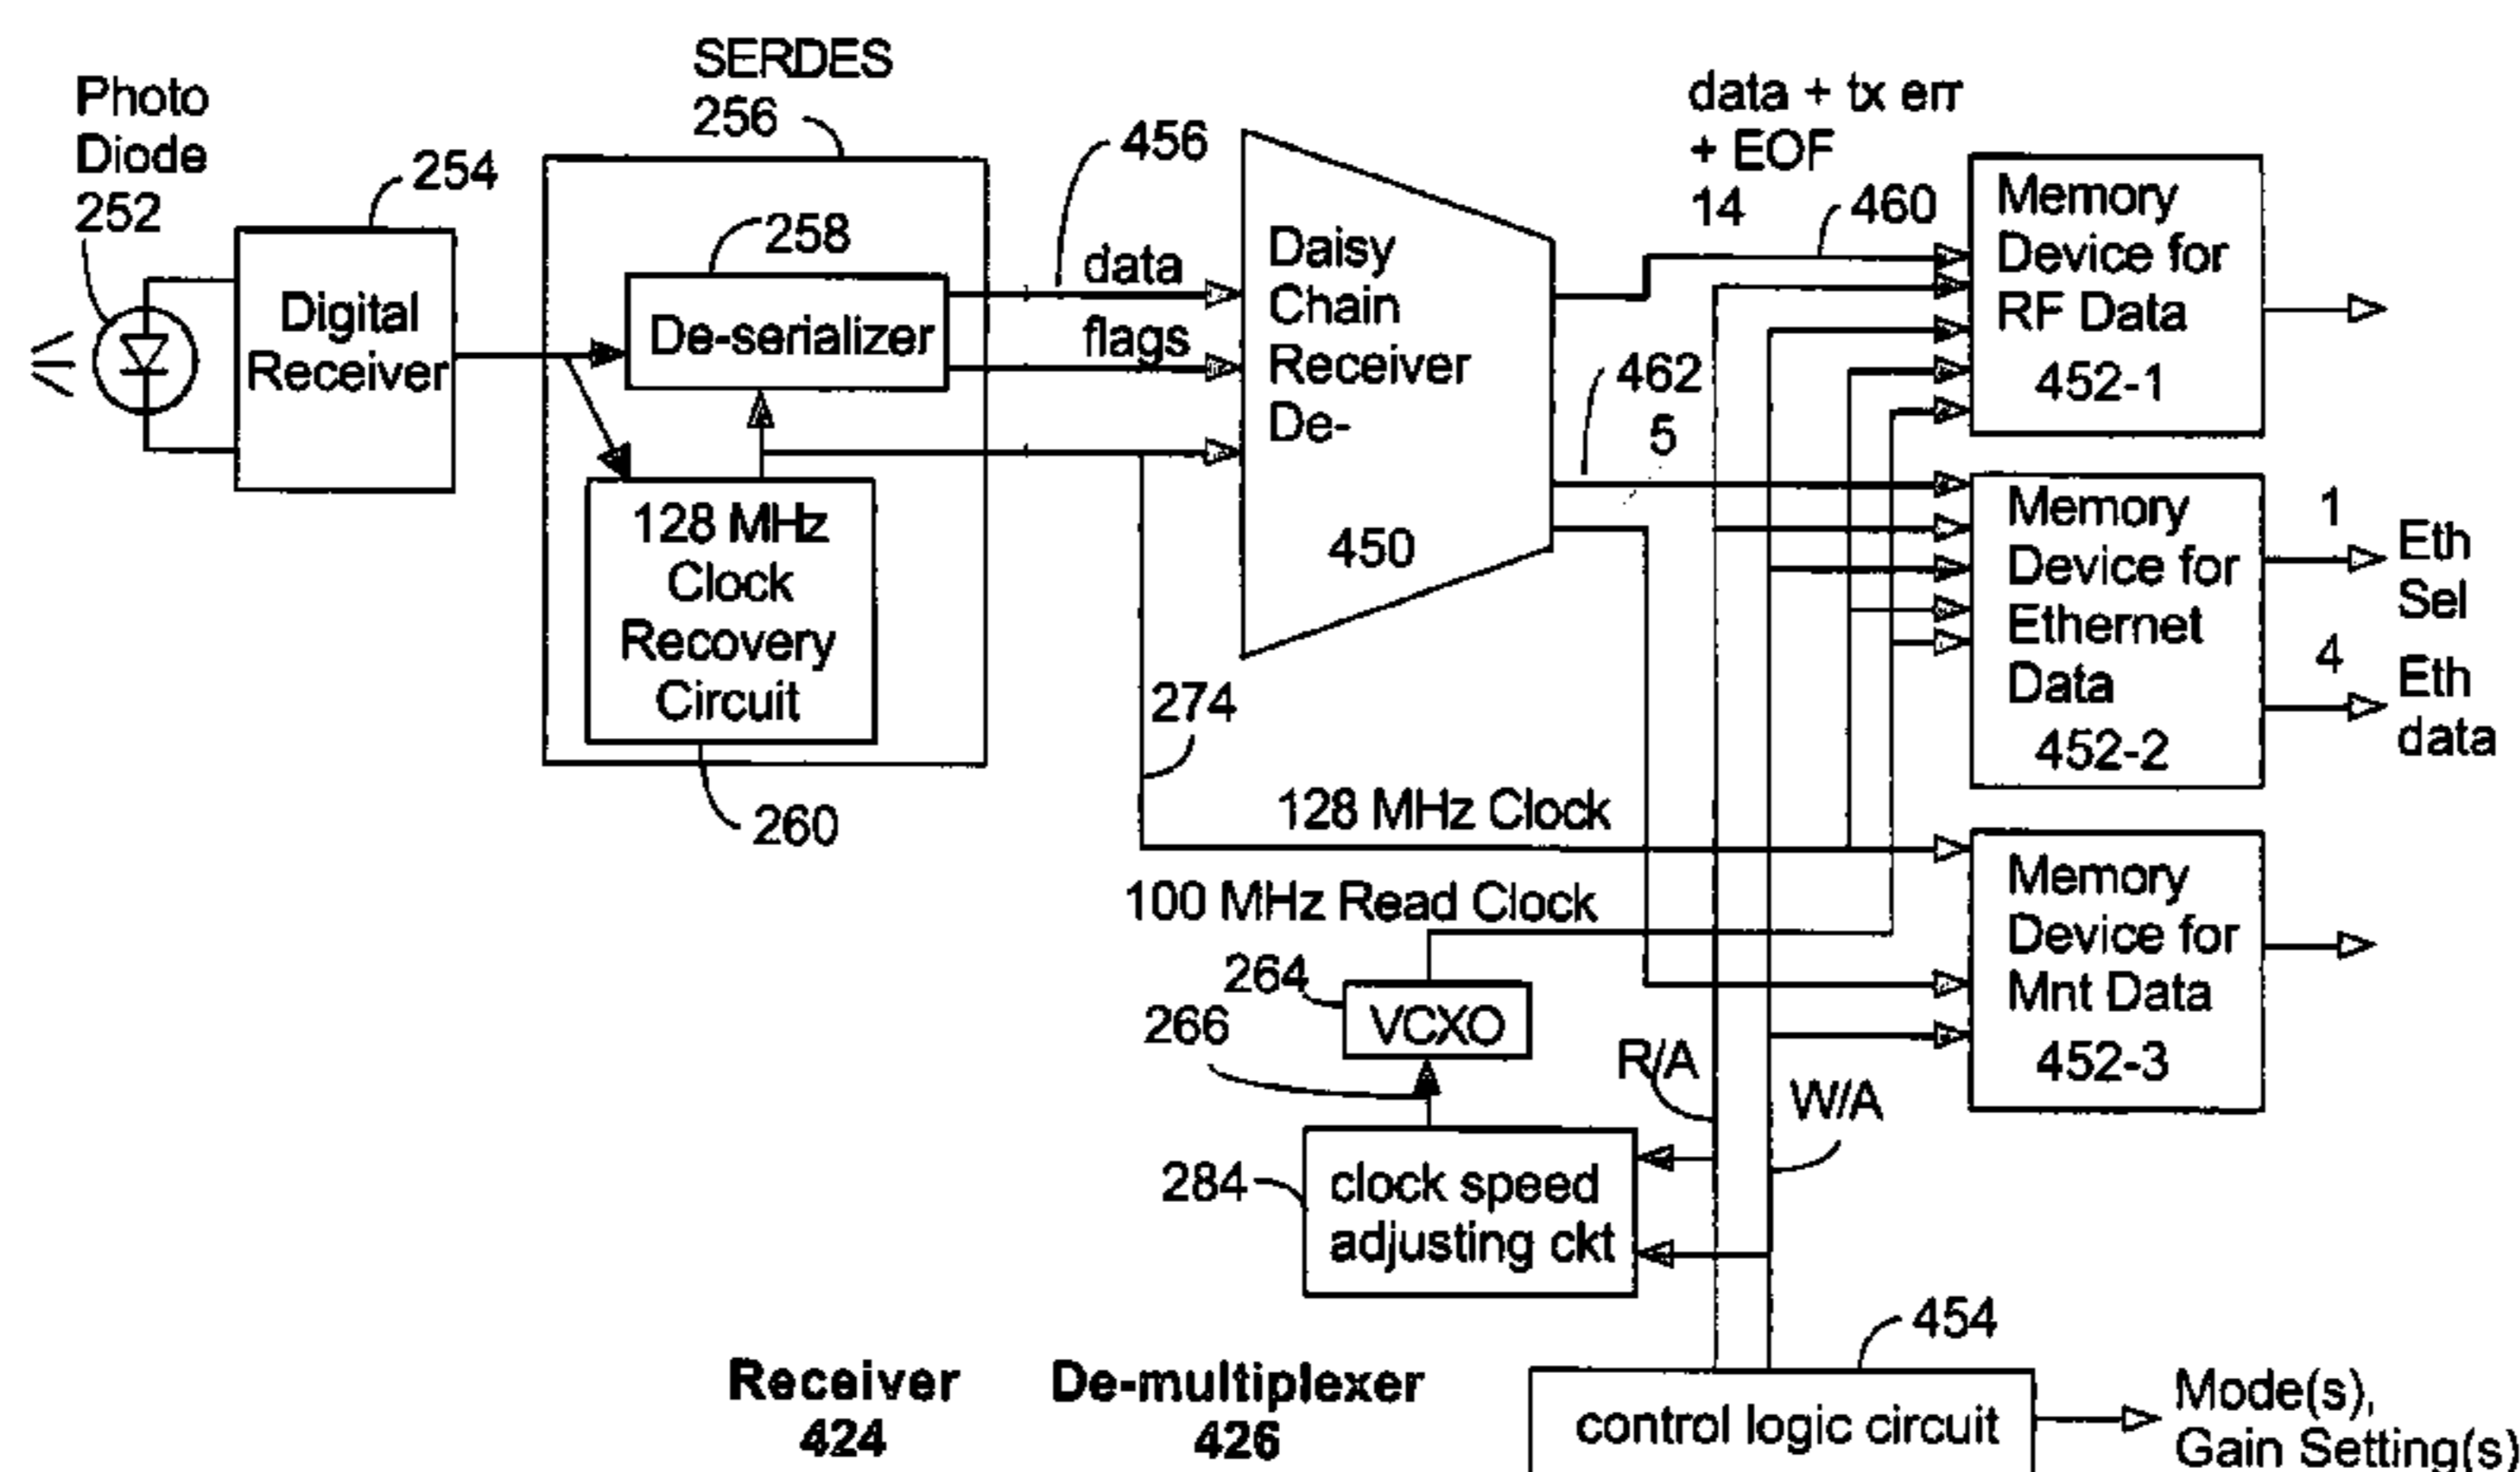 Photo
Diode
252
254
Digital
Receiver
SERDES
256
258
De-serializer
128 MHz
Clock
Recovery
Circuit
260
456
data
flags
274
Daisy
Chain
Receiver
De-
450
data + tx err
+ EOF
14
460
462
5
Memory
Device for
RF Data
452-1
Memory
Device for
Ethernet
Data
452-2
1
Eth
Sel
4
Eth
data
128 MHz Clock
100 MHz Read Clock
264
VCXO
266
284
clock speed
adjusting ckt
R/A
W/A
Memory
Device for
Mnt Data
452-3
454
control logic circuit
Mode(s),
Gain Setting(s)
Receiver
424
De-multiplexer
426